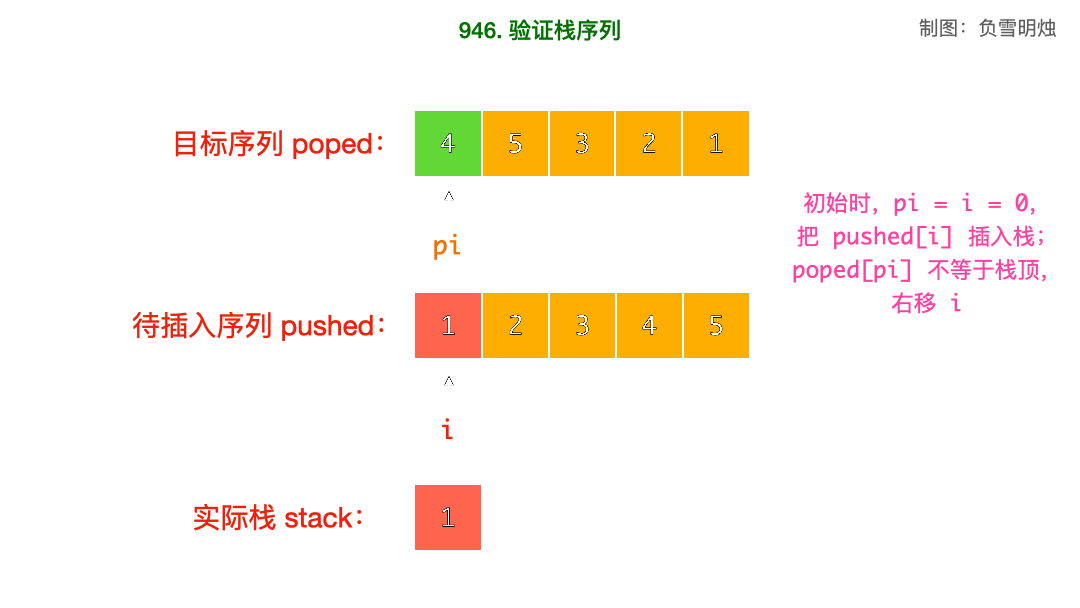 946. 验证栈序列
制图：负雪明烛
目标序列 poped：
4 5 3 2 1
^
pi
初始时，pi = i = 0，
把 pushed[i] 插入栈；
poped[pi] 不等于栈顶，
右移 i
待插入序列 pushed：
1 2 3 4 5
^
i
实际栈 stack：
1